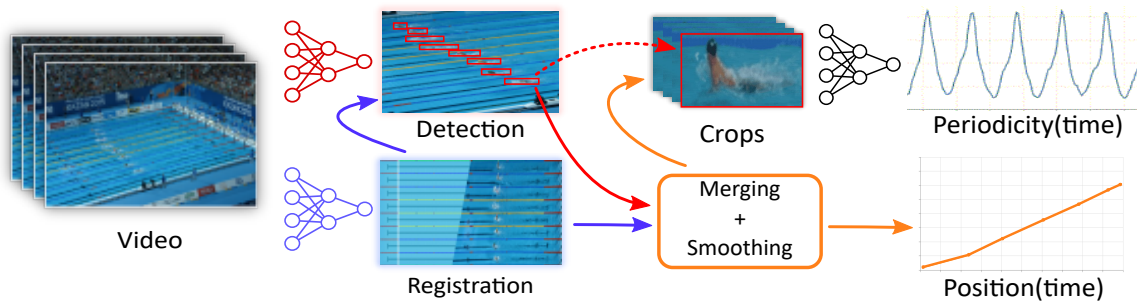 Video
Detection
Registration
Crops
Merging
+
Smoothing
Periodicity(time)
Position(time)